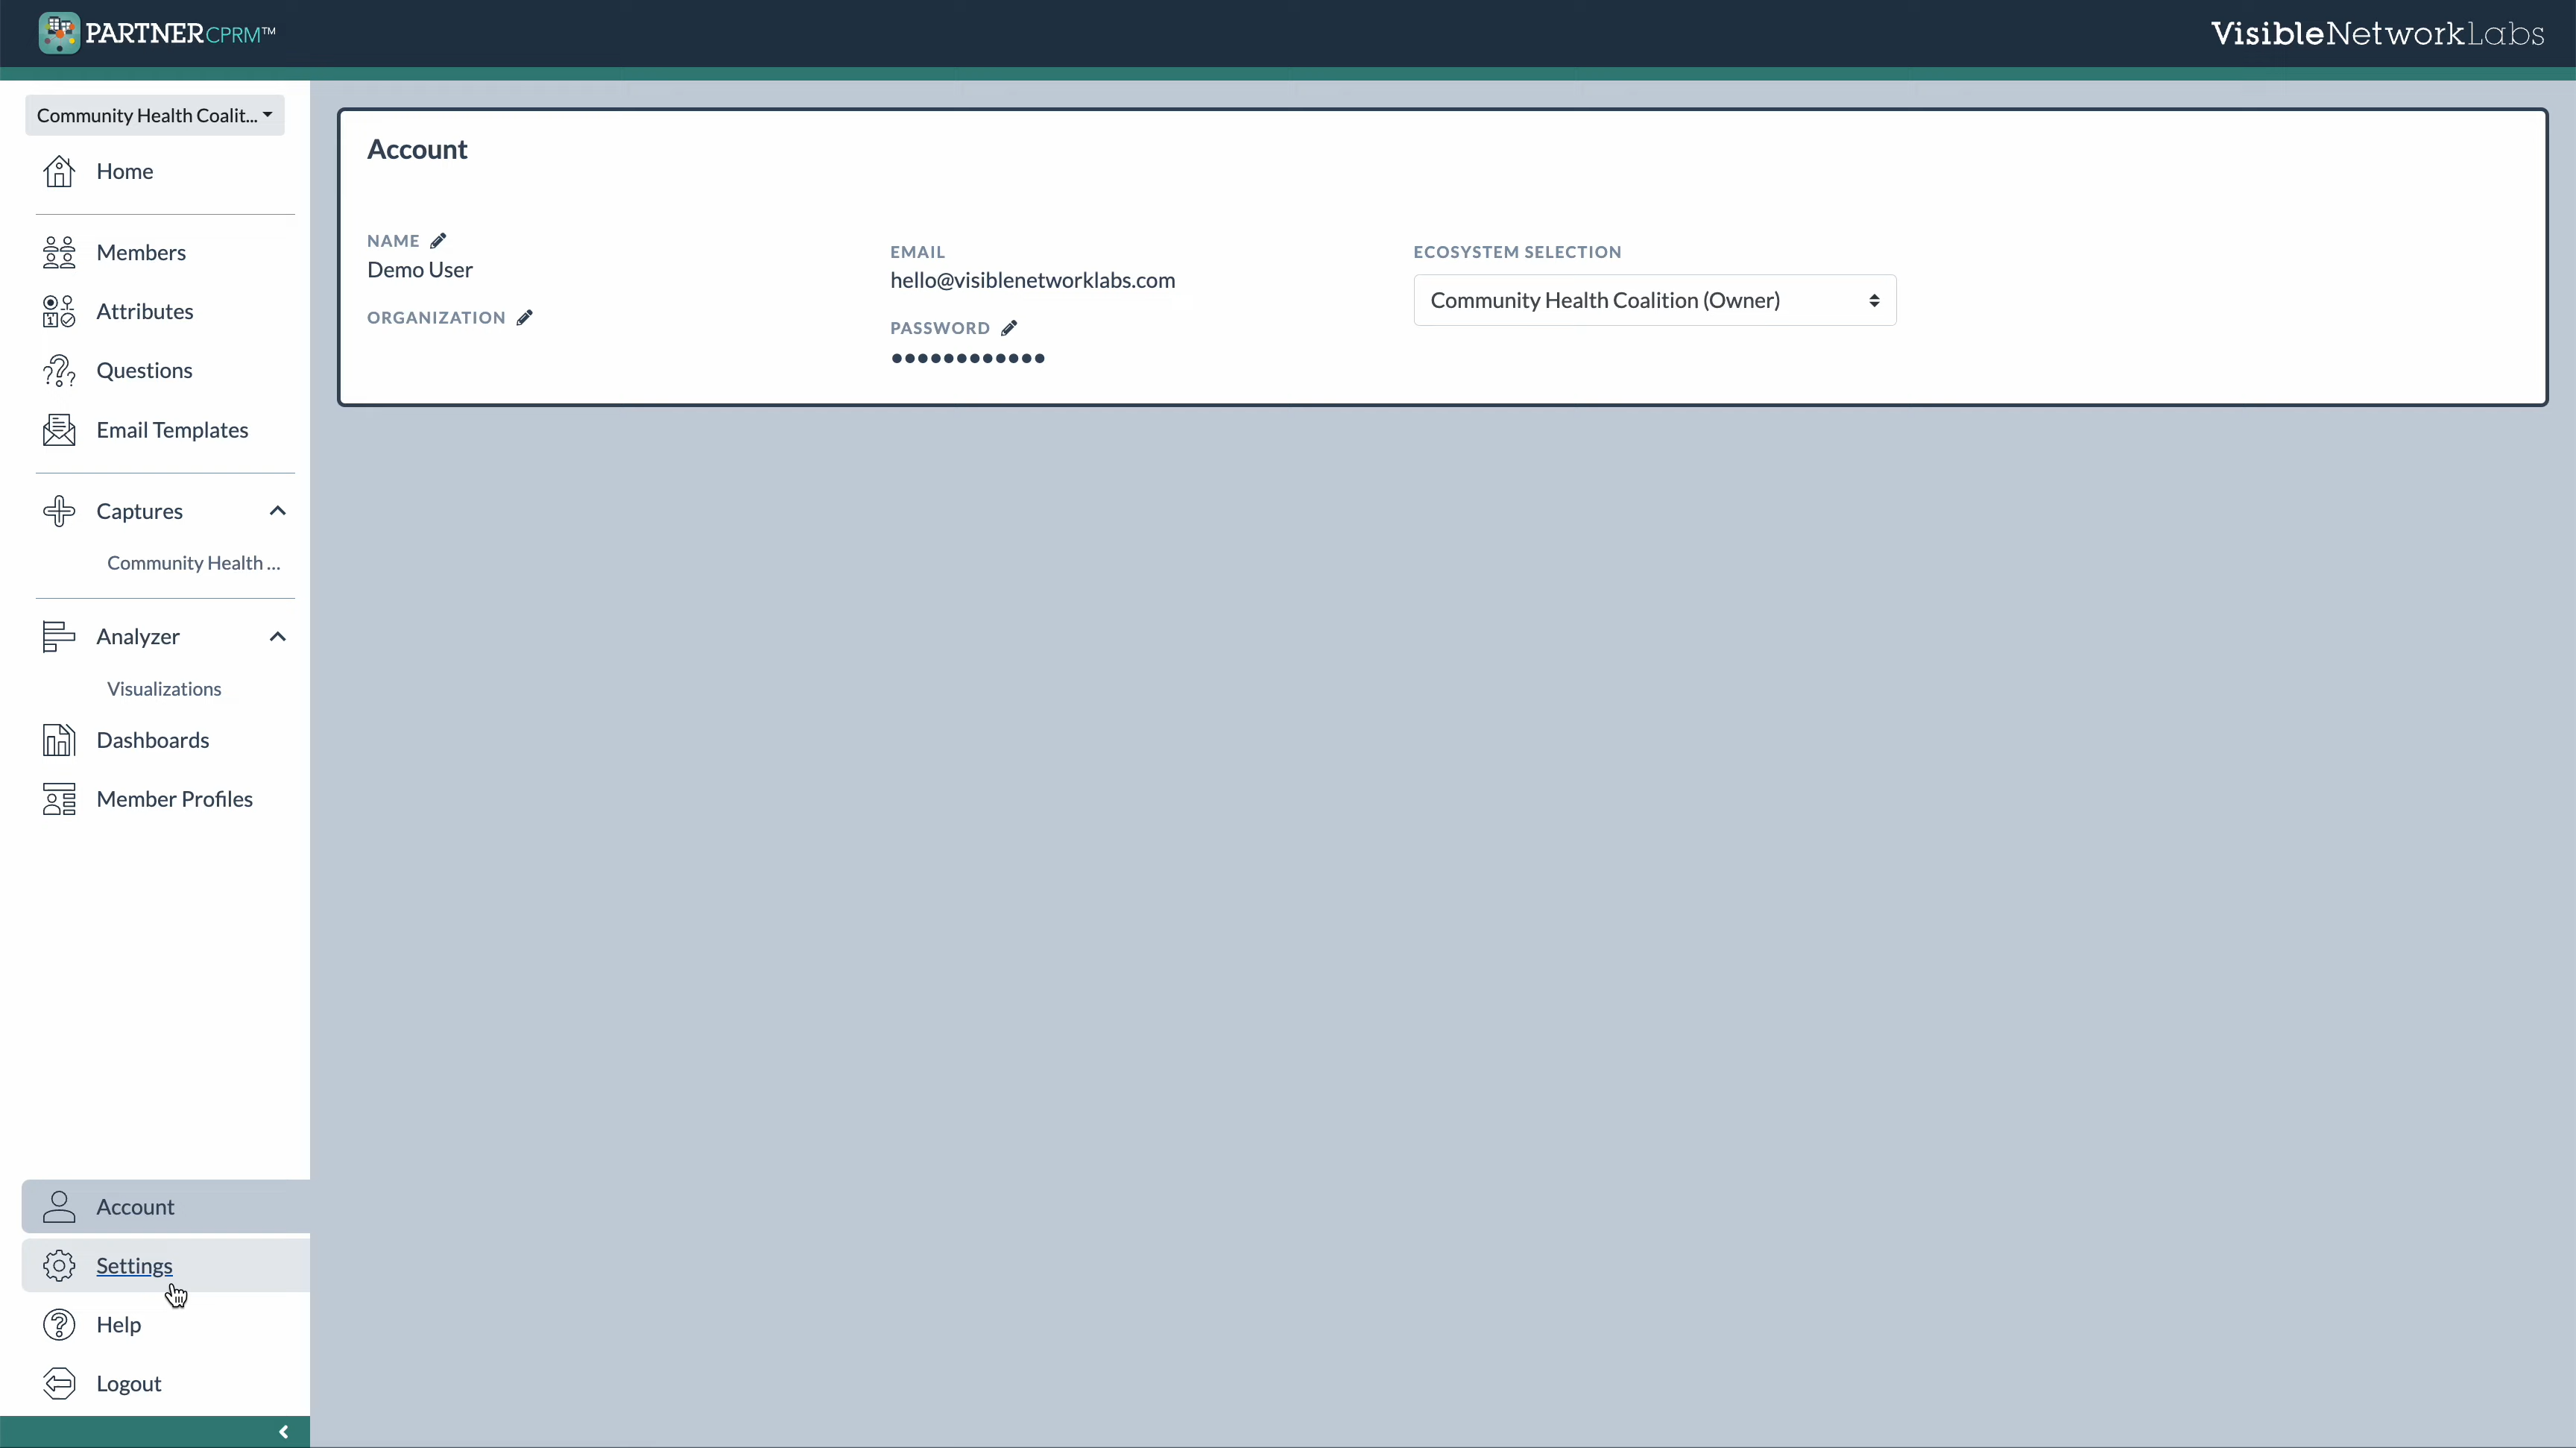 PARTNER CPRM™
VisibleNetworkLabs
Community Health Coalit...
Home
Members
Attributes
Questions
Email Templates
Captures
Community Health ...
Analyzer
Visualizations
Dashboards
Member Profiles
Account
Settings
Help
Logout
Account
NAME
Demo User
ORGANIZATION
EMAIL
hello@visiblenetworklabs.com
PASSWORD
●●●●●●●●●●●●
ECOSYSTEM SELECTION
Community Health Coalition (Owner)